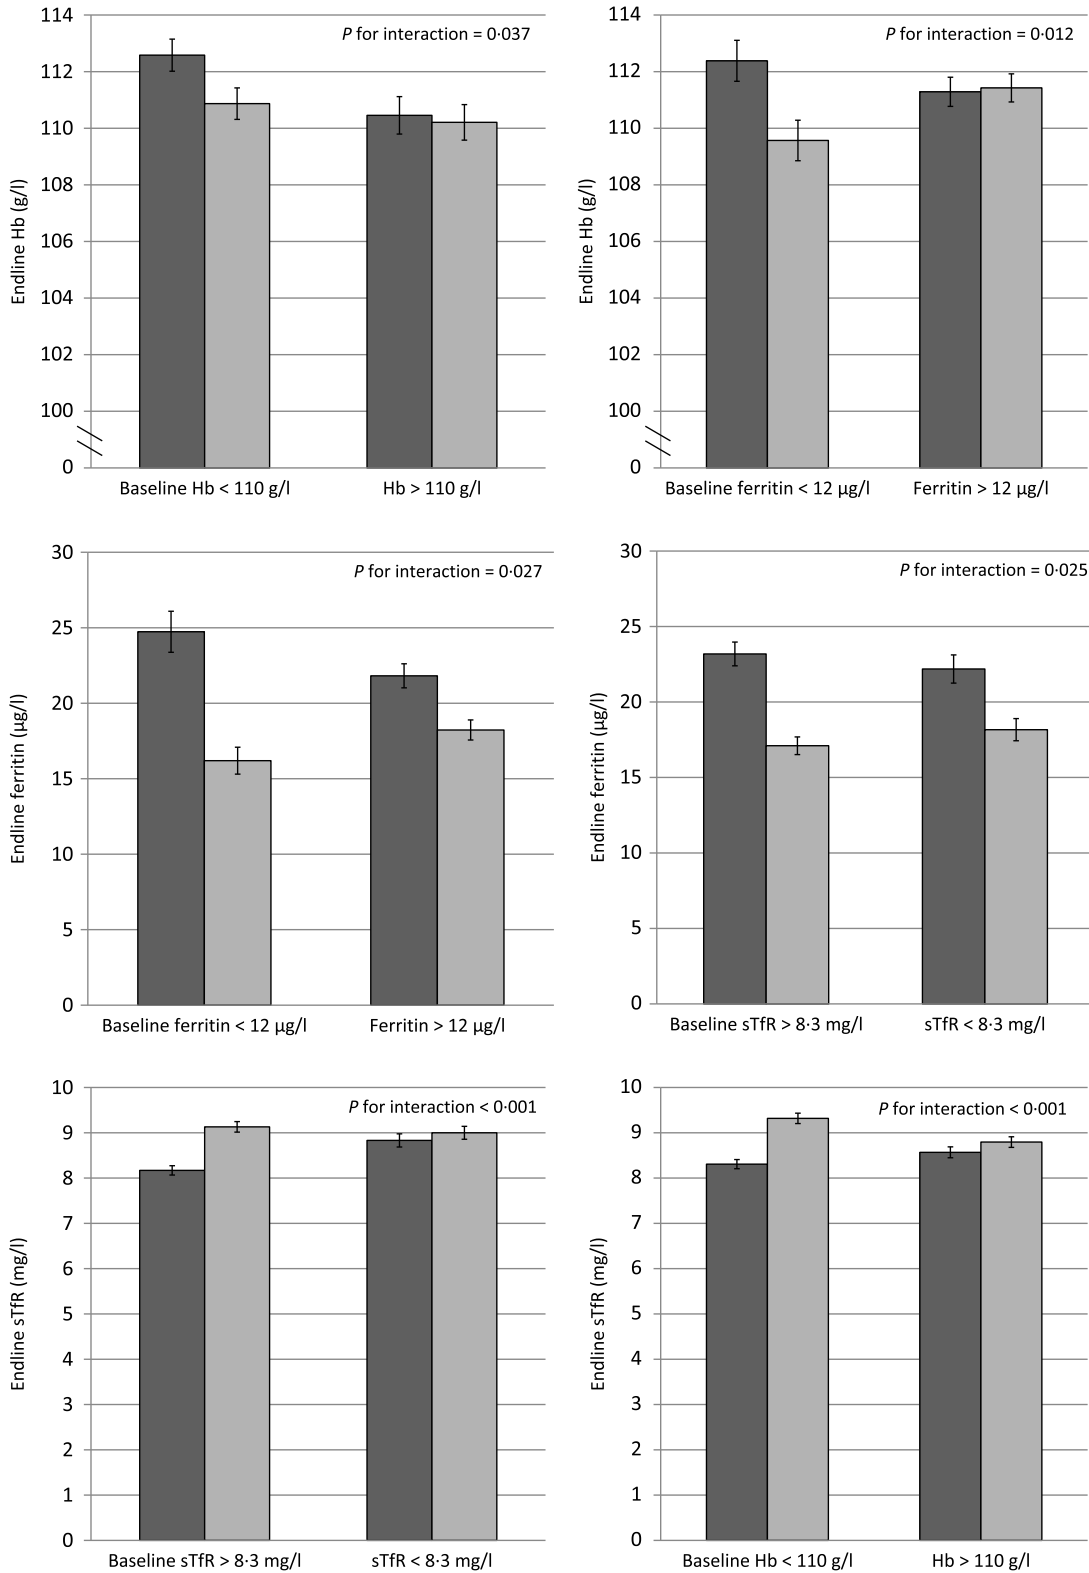 P for interaction = 0·037
114
112
110
108
106
104
102
100
0
Endline Hb (g/l)
Baseline Hb < 110 g/l
Hb > 110 g/l
P for interaction = 0·012
114
112
110
108
106
104
102
100
0
Endline Hb (g/l)
Baseline ferritin < 12 µg/l
Ferritin > 12 µg/l
P for interaction = 0·027
30
25
20
15
10
5
0
Endline ferritin (µg/l)
Baseline ferritin < 12 µg/l
Ferritin > 12 µg/l
P for interaction = 0·025
30
25
20
15
10
5
0
Endline ferritin (µg/l)
Baseline sTfR > 8·3 mg/l
sTfR < 8·3 mg/l
P for interaction < 0·001
10
9
8
7
6
5
4
3
2
1
0
Endline sTfR (mg/l)
Baseline sTfR > 8·3 mg/l
sTfR < 8·3 mg/l
P for interaction < 0·001
10
9
8
7
6
5
4
3
2
1
0
Endline sTfR (mg/l)
Baseline Hb < 110 g/l
Hb > 110 g/l